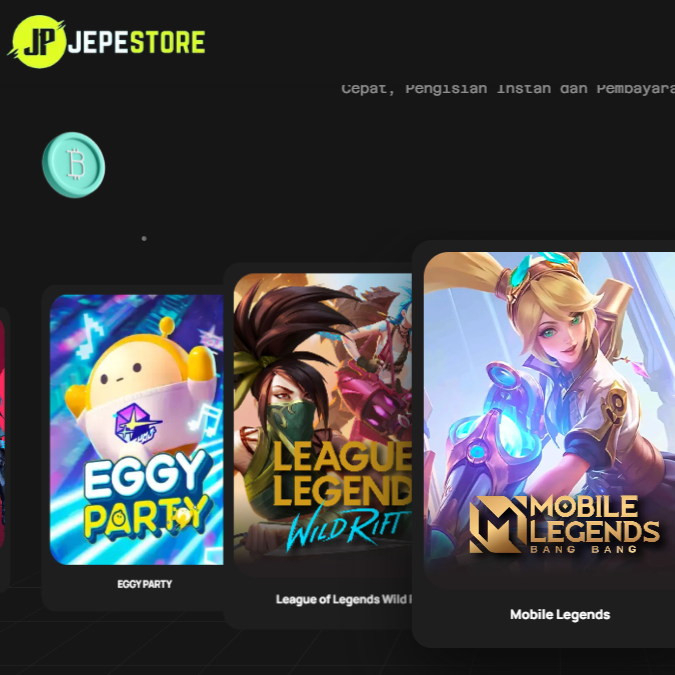 JP JEPESTORE
Cepat, Pengisian Instan dan Pembayara
EGGY
PARTY
EGGY PARTY
LEAGUE
LEGEND
WILD RIFT
League of Legends Wild
MOBILE
LEGENDS
BANG BANG
Mobile Legends